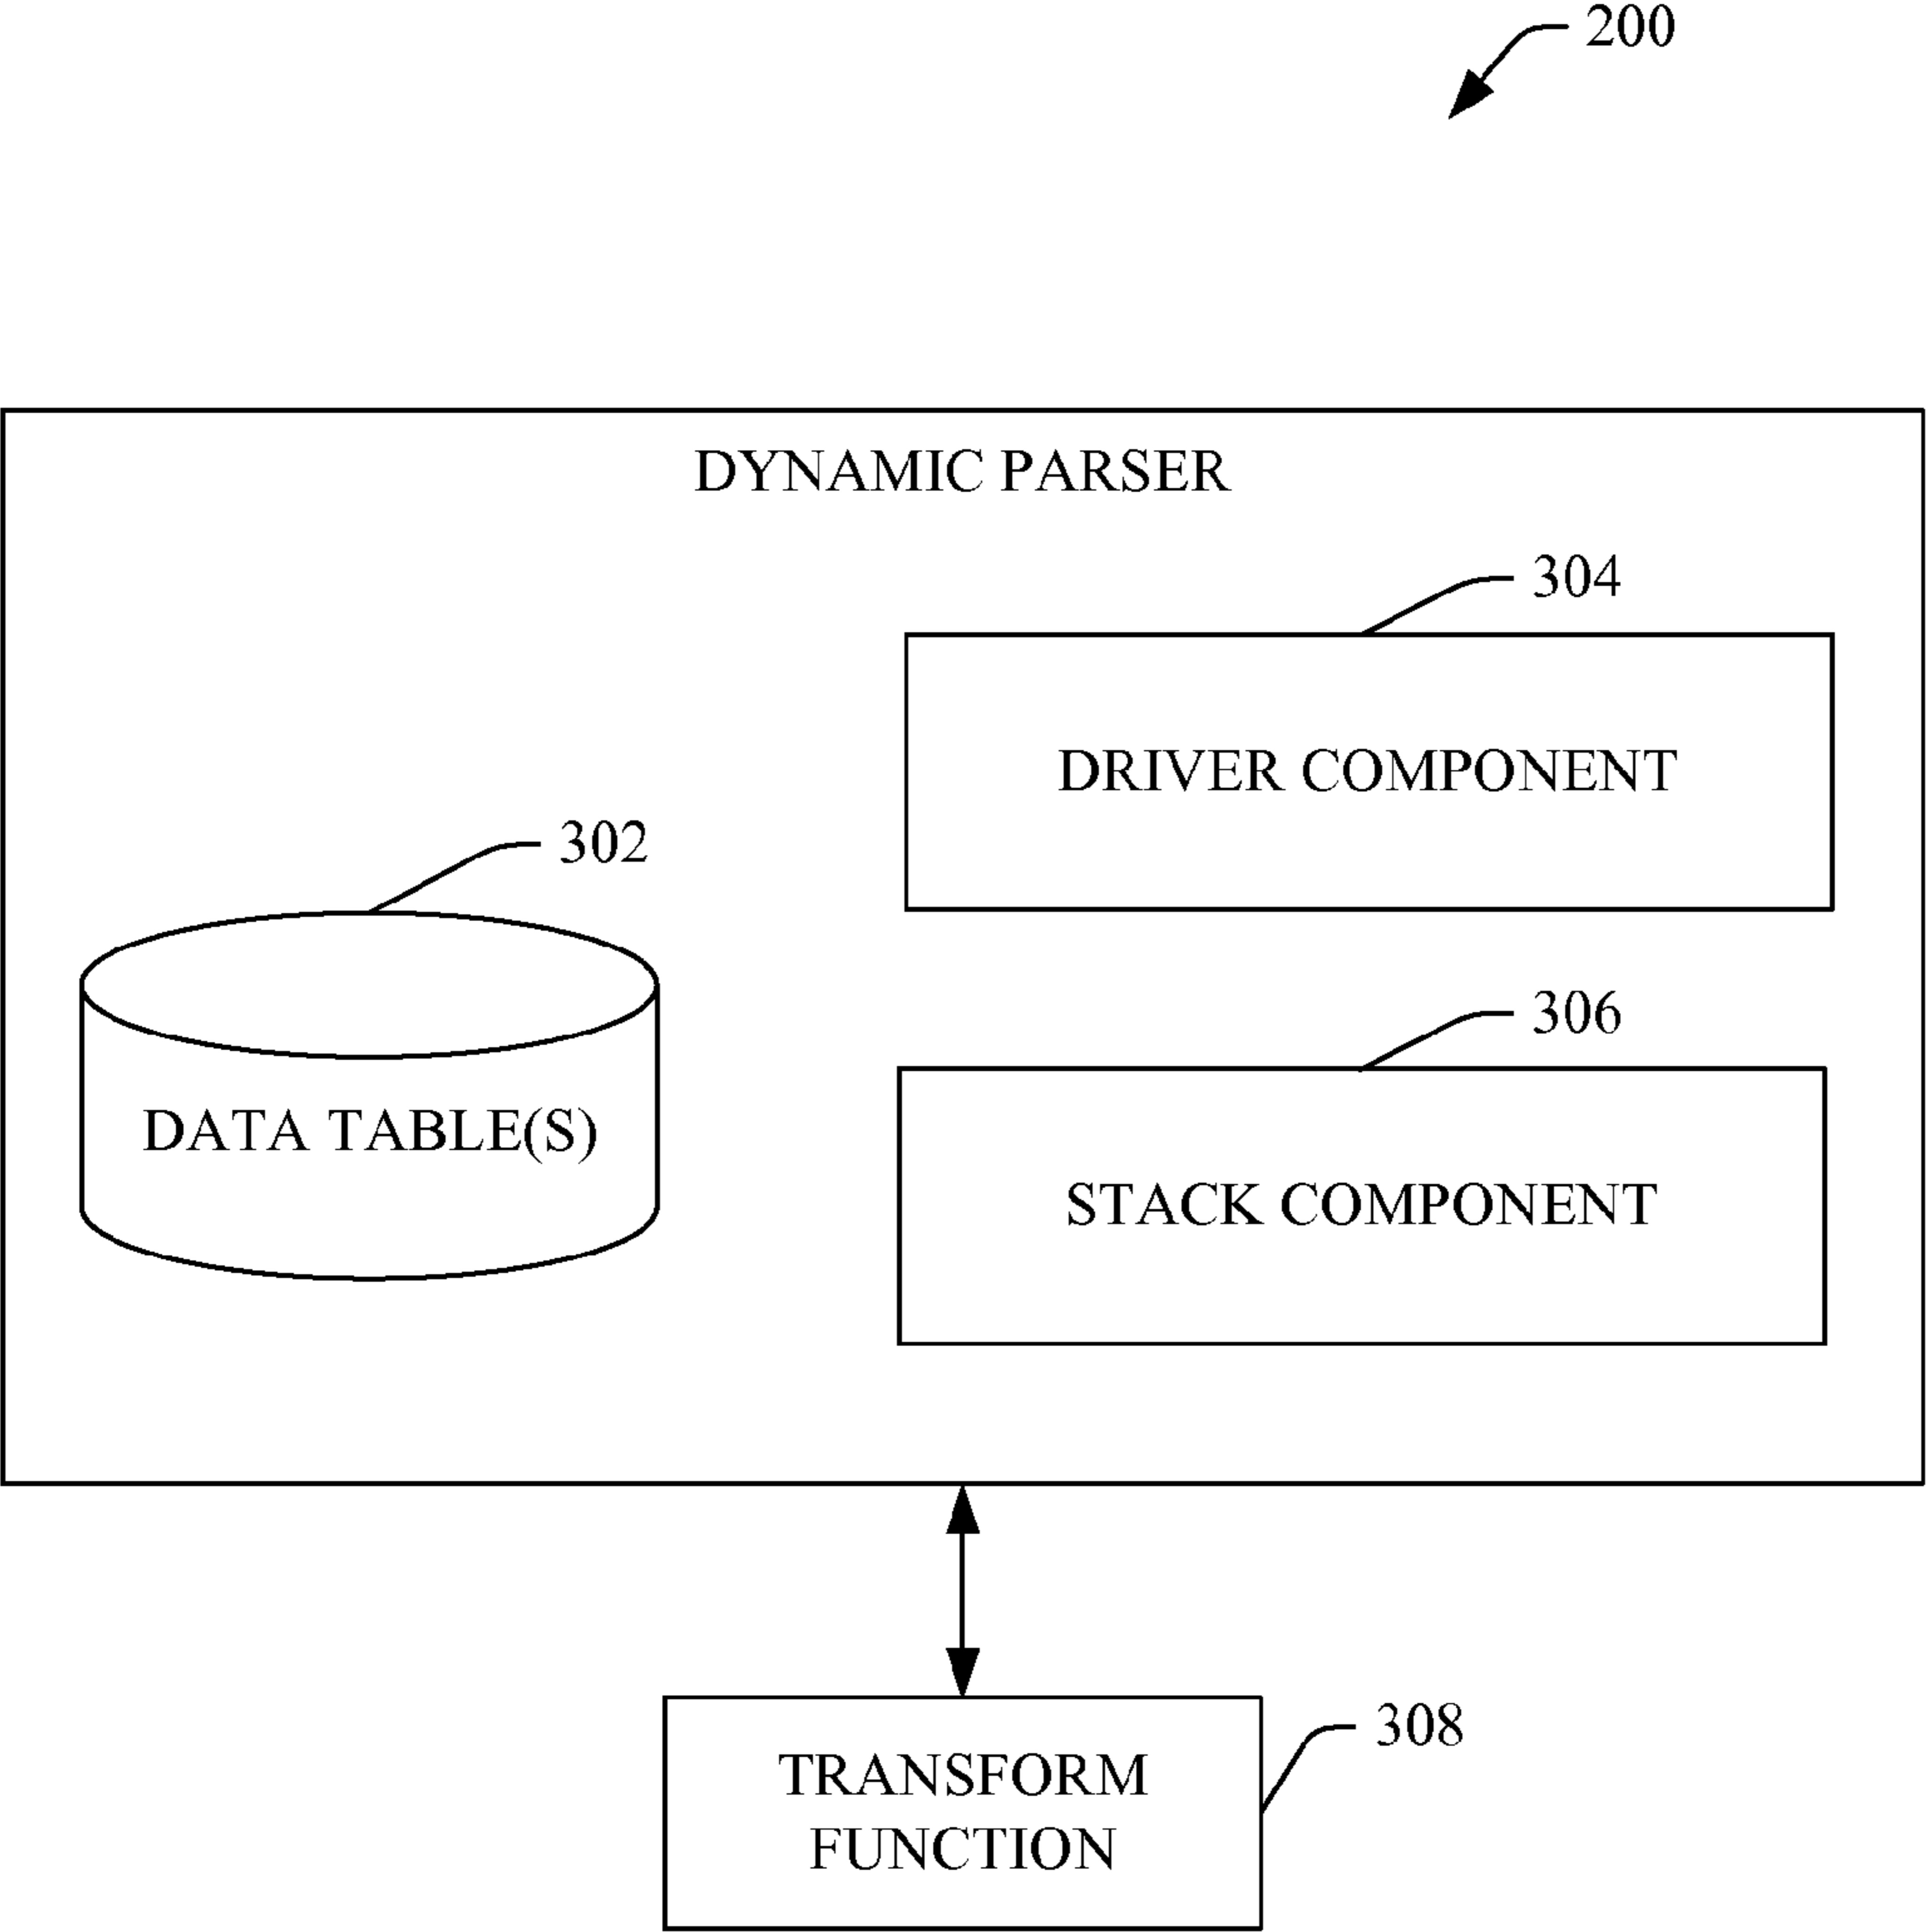 200
DYNAMIC PARSER
304
DRIVER COMPONENT
302
306
DATA TABLE(S)
STACK COMPONENT
308
TRANSFORM
FUNCTION